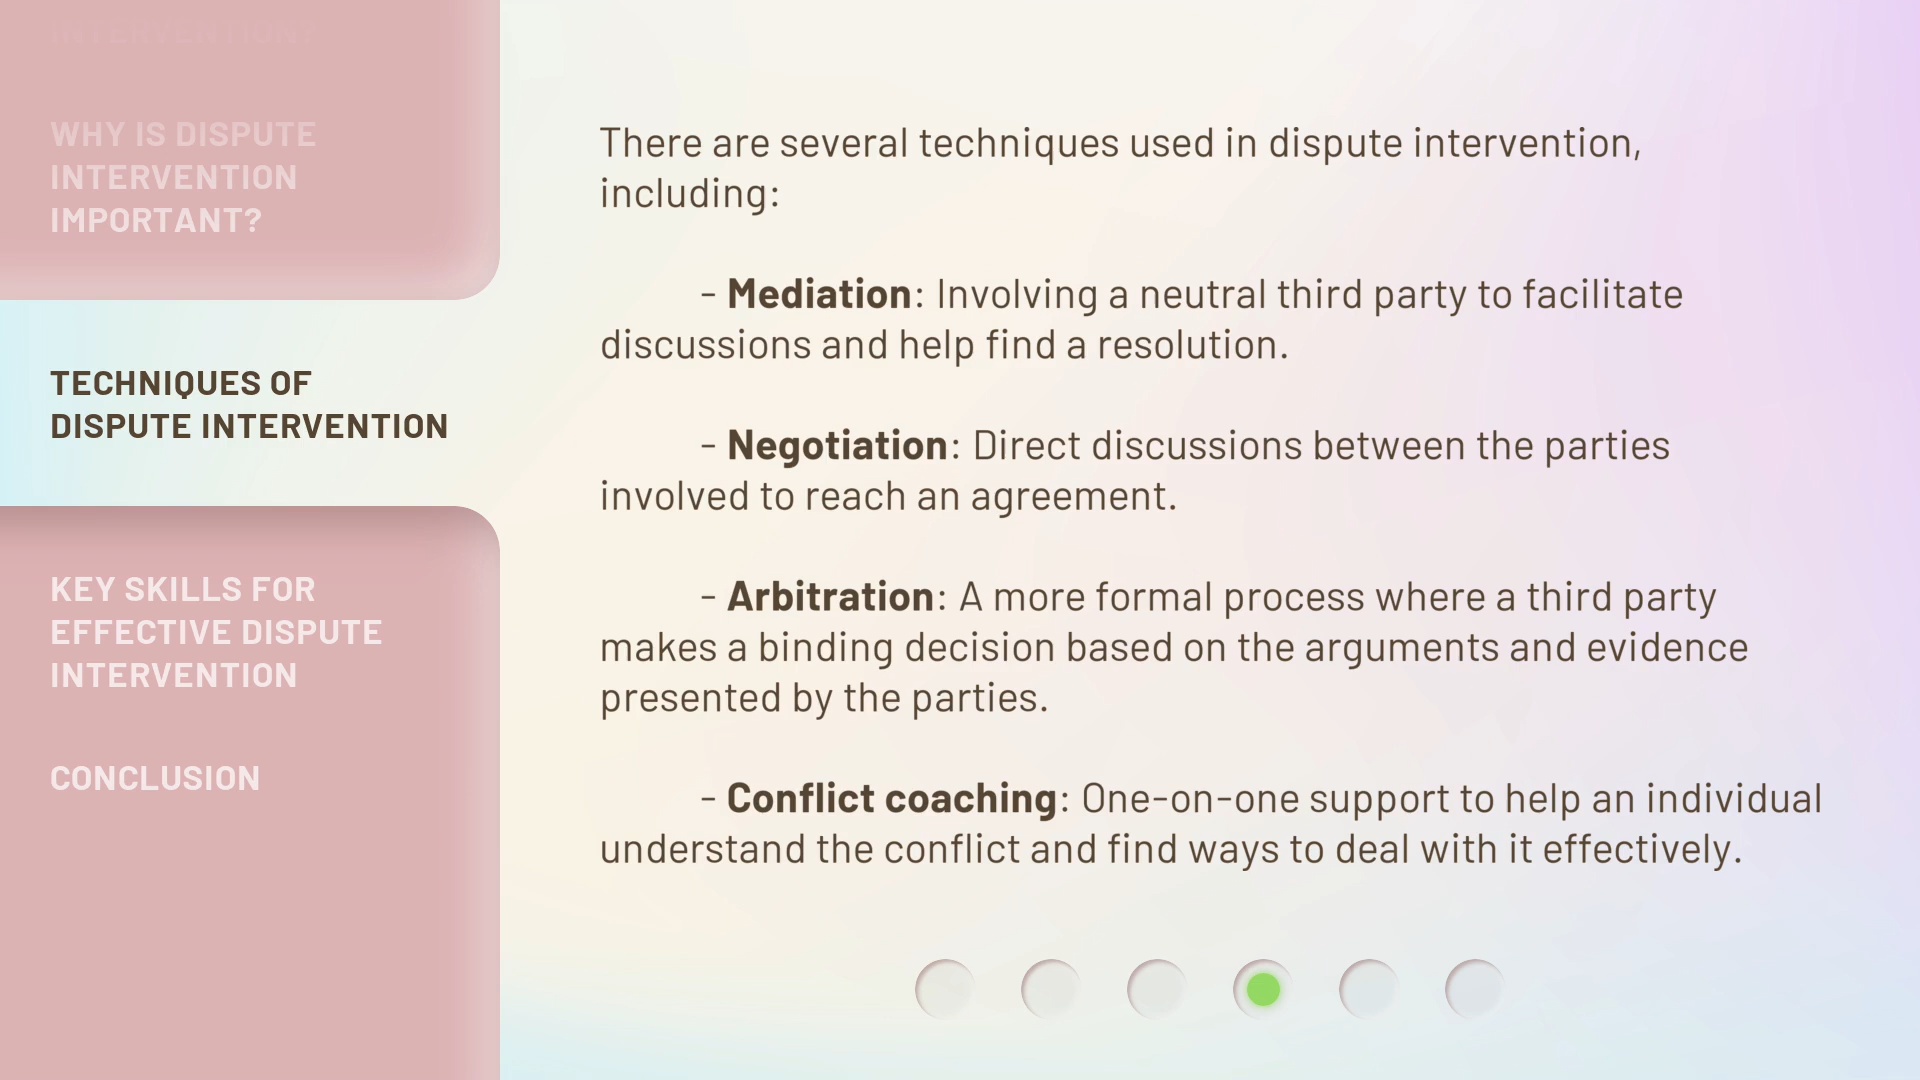 INTERVENTION?
WHY IS DISPUTE
INTERVENTION
IMPORTANT?
TECHNIQUES OF
DISPUTE INTERVENTION
KEY SKILLS FOR
EFFECTIVE DISPUTE
INTERVENTION
CONCLUSION
There are several techniques used in dispute intervention,
including:
- Mediation: Involving a neutral third party to facilitate
discussions and help find a resolution.
- Negotiation: Direct discussions between the parties
involved to reach an agreement.
- Arbitration: A more formal process where a third party
makes a binding decision based on the arguments and evidence
presented by the parties.
- Conflict coaching: One-on-one support to help an individual
understand the conflict and find ways to deal with it effectively.